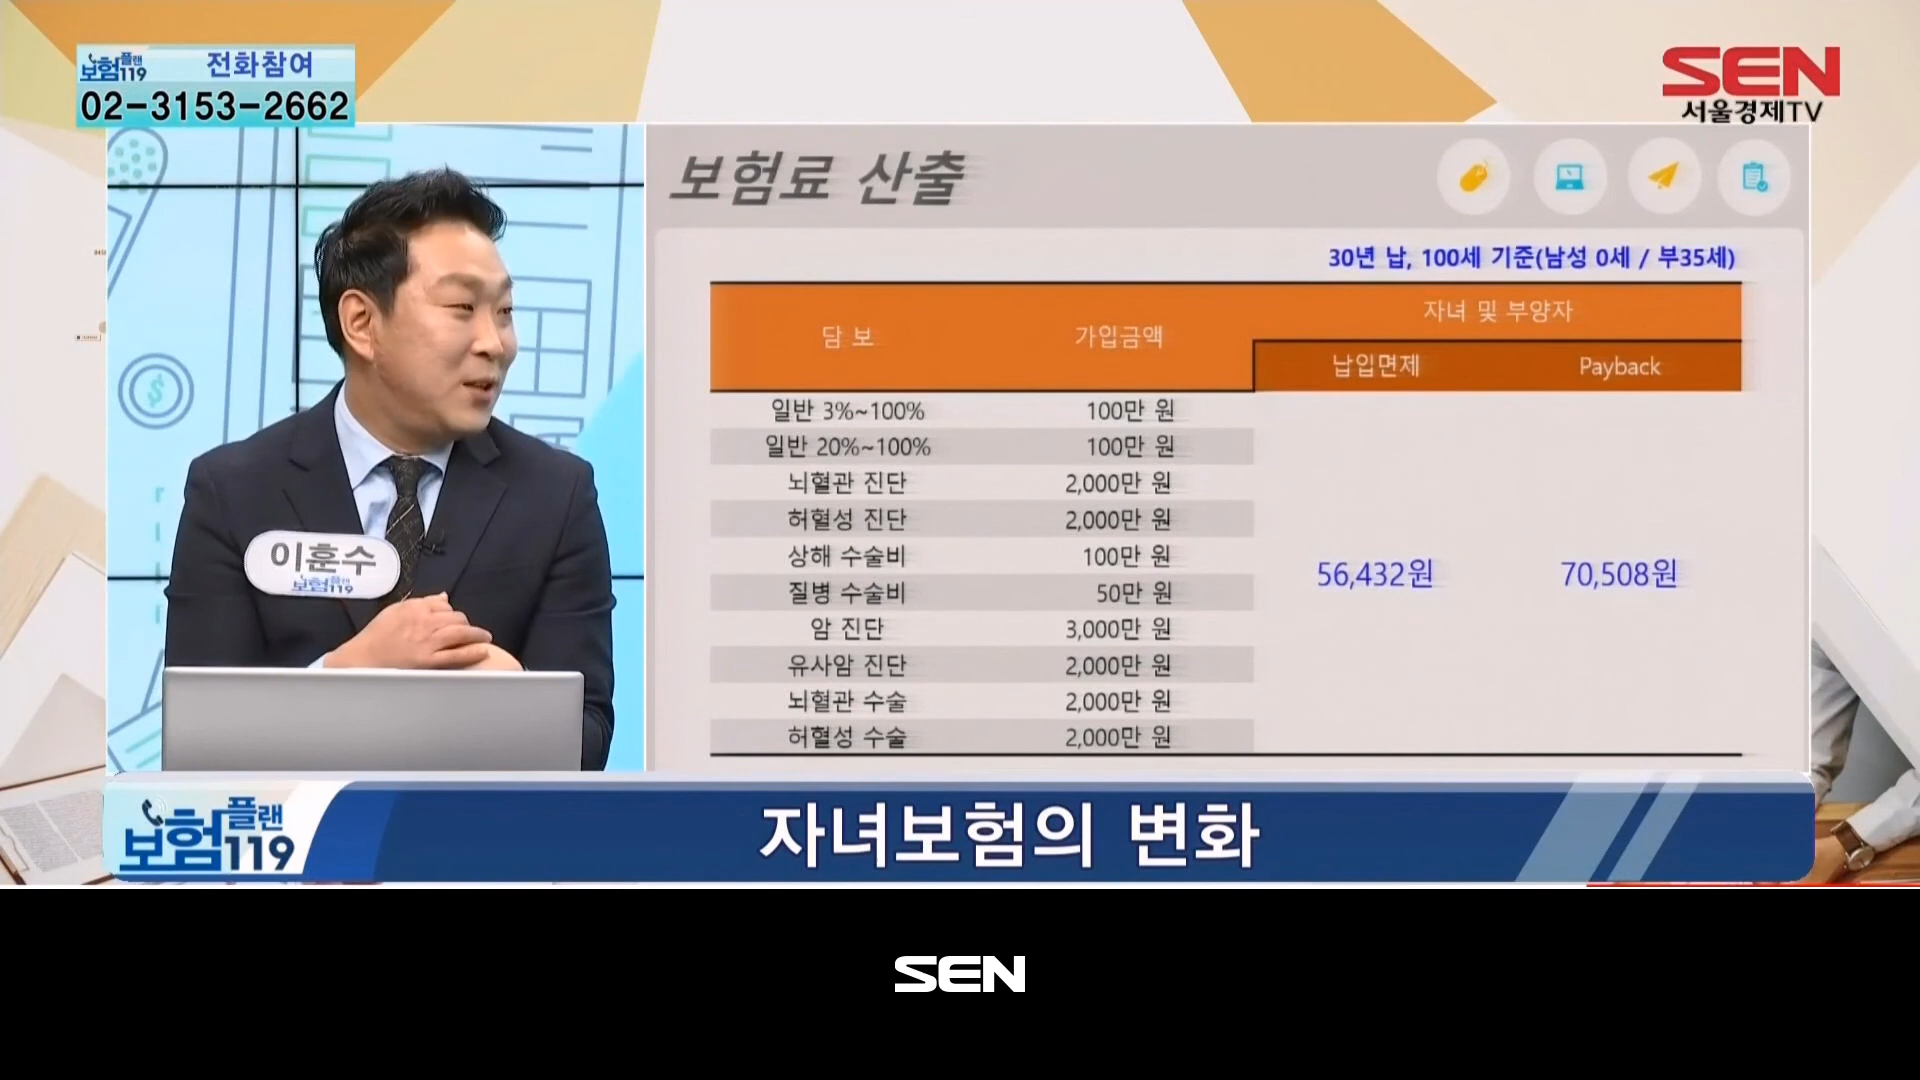 보험플랜119 전화참여
02-3153-2662
SEN
서울경제TV
보험료 산출
30년 납, 100세 기준(남성 0세 / 부35세)
담 보 가입금액 자녀 및 부양자
납입면제 Payback
일반 3%~100% 100만 원
일반 20%~100% 100만 원
뇌혈관 진단 2,000만 원
허혈성 진단 2,000만 원
상해 수술비 100만 원
56,432원 70,508원
질병 수술비 50만 원
암 진단 3,000만 원
유사암 진단 2,000만 원
뇌혈관 수술 2,000만 원
허혈성 수술 2,000만 원
이훈수
보험플랜119
보험플랜119
자녀보험의 변화
SEN